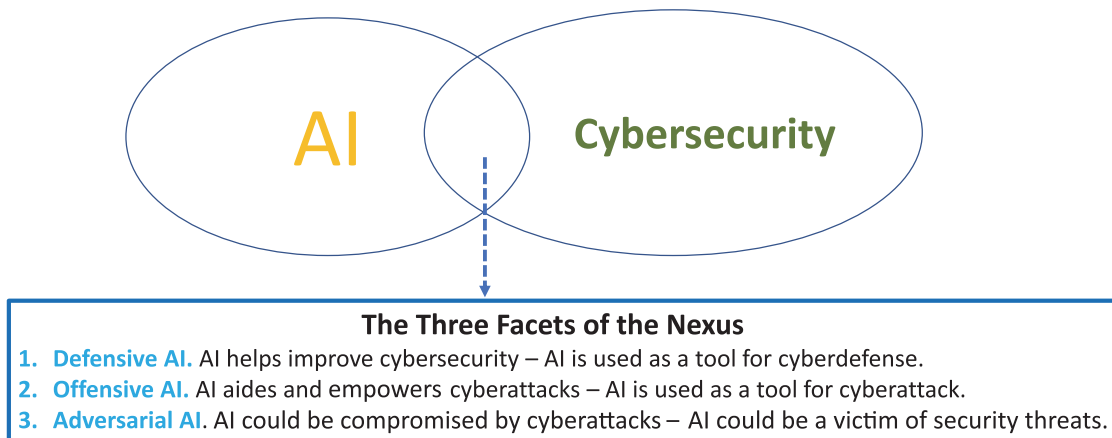 AI
Cybersecurity
The Three Facets of the Nexus
1. Defensive AI. AI helps improve cybersecurity – AI is used as a tool for cyberdefense.
2. Offensive AI. AI aides and empowers cyberattacks – AI is used as a tool for cyberattack.
3. Adversarial AI. AI could be compromised by cyberattacks – AI could be a victim of security threats.